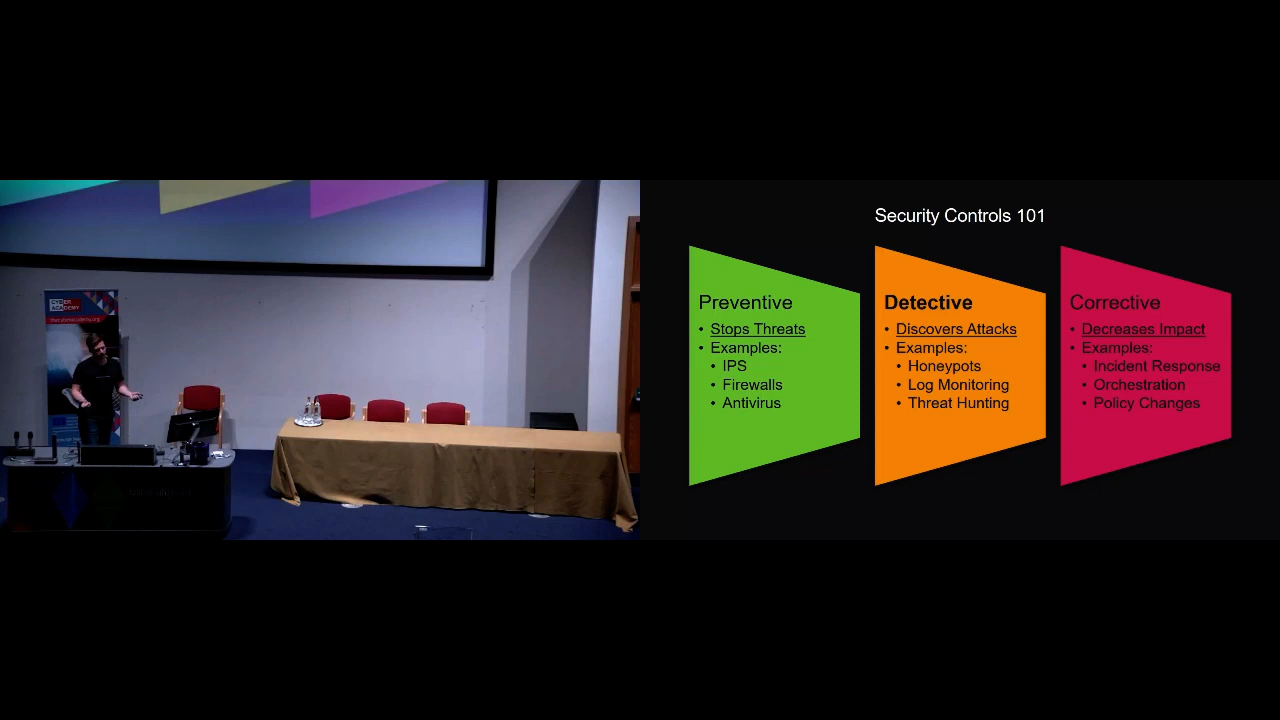 Security Controls 101
Preventive
• Stops Threats
• Examples:
• IPS
• Firewalls
• Antivirus
Detective
• Discovers Attacks
• Examples:
• Honeypots
• Log Monitoring
• Threat Hunting
Corrective
• Decreases Impact
• Examples:
• Incident Response
• Orchestration
• Policy Changes